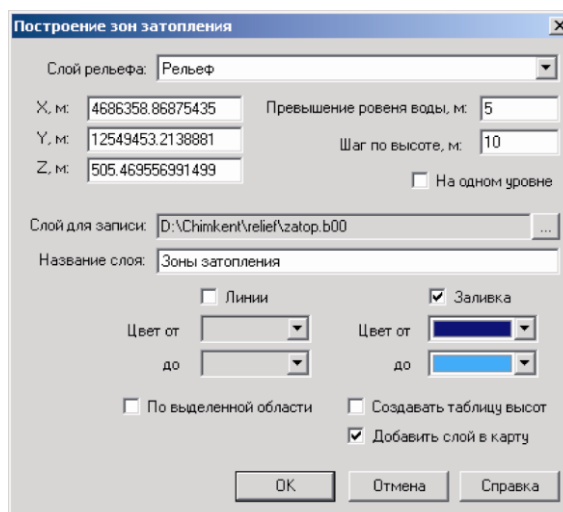 Построение зон затопления
Слой рельефа: Рельеф
X, м: 4686358.86875435 Превышение ровеня воды, м: 5
Y, м: 12549453.2138881 Шаг по высоте, м: 10
Z, м: 505.469556991499
На одном уровне
Слой для записи: D:\Chimkent\relief\zatop.b00 ...
Название слоя: Зоны затопления
Линии Заливка
Цвет от Цвет от
до до
По выделенной области Создавать таблицу высот
Добавить слой в карту
OK Отмена Справка